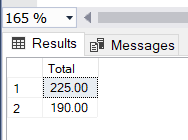 165 %
Results Messages
Total
1 225.00
2 190.00